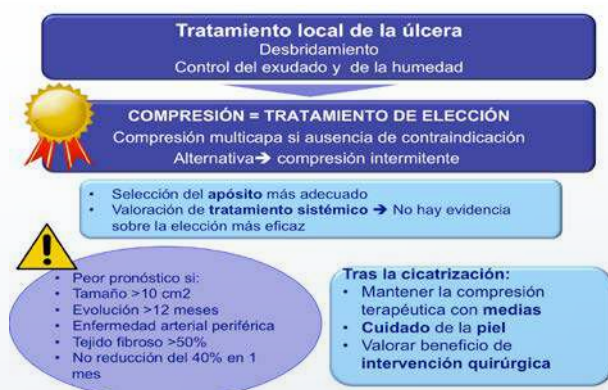 Tratamiento local de la úlcera
Desbridamiento
Control del exudado y de la humedad
COMPRESIÓN = TRATAMIENTO DE ELECCIÓN
Compresión multicapa si ausencia de contraindicación
Alternativa➔ compresión intermitente
• Selección del apósito más adecuado
• Valoración de tratamiento sistémico ➔ No hay evidencia
sobre la elección más eficaz
• Peor pronóstico si:
• Tamaño >10 cm2
• Evolución >12 meses
• Enfermedad arterial periférica
• Tejido fibroso >50%
• No reducción del 40% en 1
mes
Tras la cicatrización:
• Mantener la compresión
terapéutica con medias
• Cuidado de la piel
• Valorar beneficio de
intervención quirúrgica